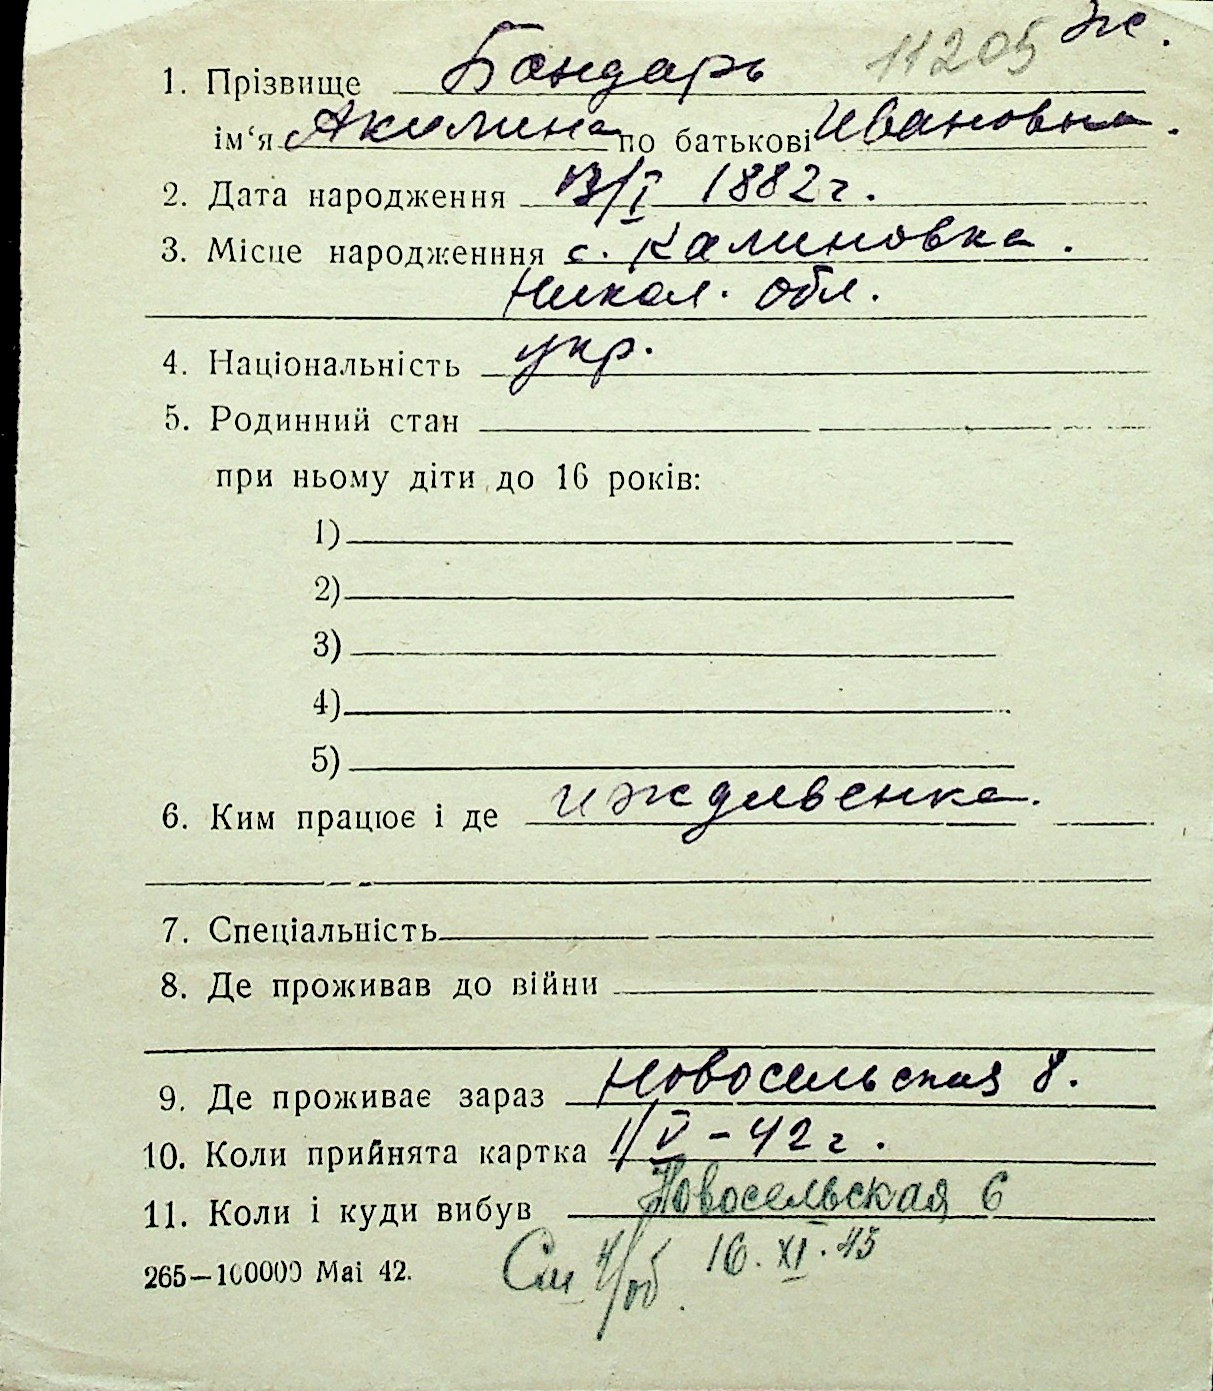 11205 ж.
1. Прізвище Бондарь
ім‘я Акилина по батькові Ивановна.
2. Дата народження 13/I 1882 г.
3. Місце народженння с. Калиновка.
Никол. обл.
4. Національність укр.
5. Родинний стан
при ньому діти до 16 років:
1)
2)
3)
4)
5)
6. Ким працює і де иждивенка.
7. Спеціальність
8. Де проживав до війни
9. Де проживає зараз Новосельская 8.
10. Коли прийнята картка 1/V – 42 г.
11. Коли і куди вибув Новосельская 6
16. XI. 43
265—100000 Mai 42.